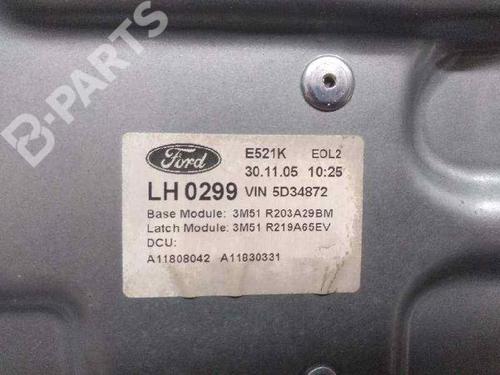 B-PARTS
Ford E521K EOL2
30.11.05 10:25
LH 0299 VIN 5D34872
Base Module: 3M51 R203A29BM
Latch Module: 3M51 R219A65EV
DCU:
A11808042 A11830331
B-PARTS